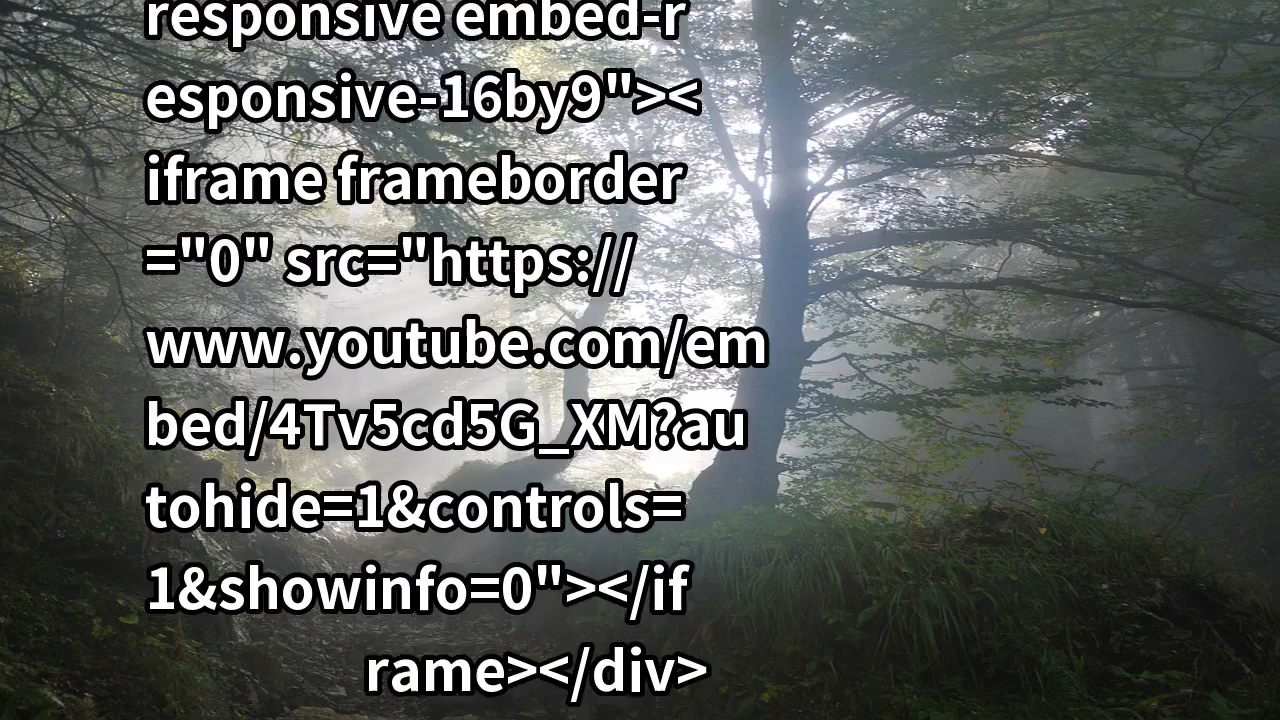 responsive embed-r
esponsive-16by9"><
iframe frameborder
="0" src="https://
www.youtube.com/em
bed/4Tv5cd5G_XM?au
tohide=1&controls=
1&showinfo=0"></if
rame></div>